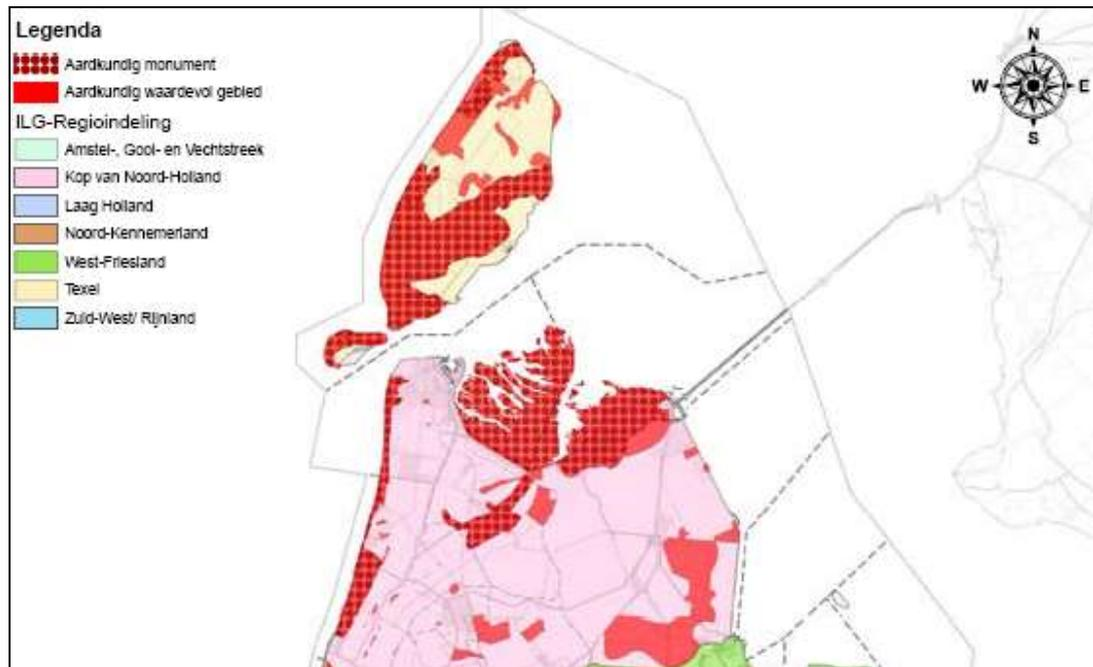 Legenda
Aardkundig monument
Aardkundig waardevol gebied
ILG-Regioindeling
Amstel-, Gooi- en Vechtstreek
Kop van Noord-Holland
Laag Holland
Noord-Kennemerland
West-Friesland
Texel
Zuid-West/ Rijnland
N
W E
S